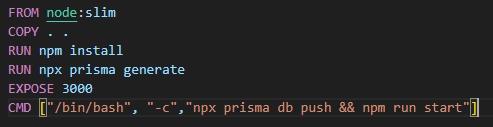 FROM node:slim
COPY . .
RUN npm install
RUN npx prisma generate
EXPOSE 3000
CMD ["/bin/bash", "-c","npx prisma db push && npm run start"]